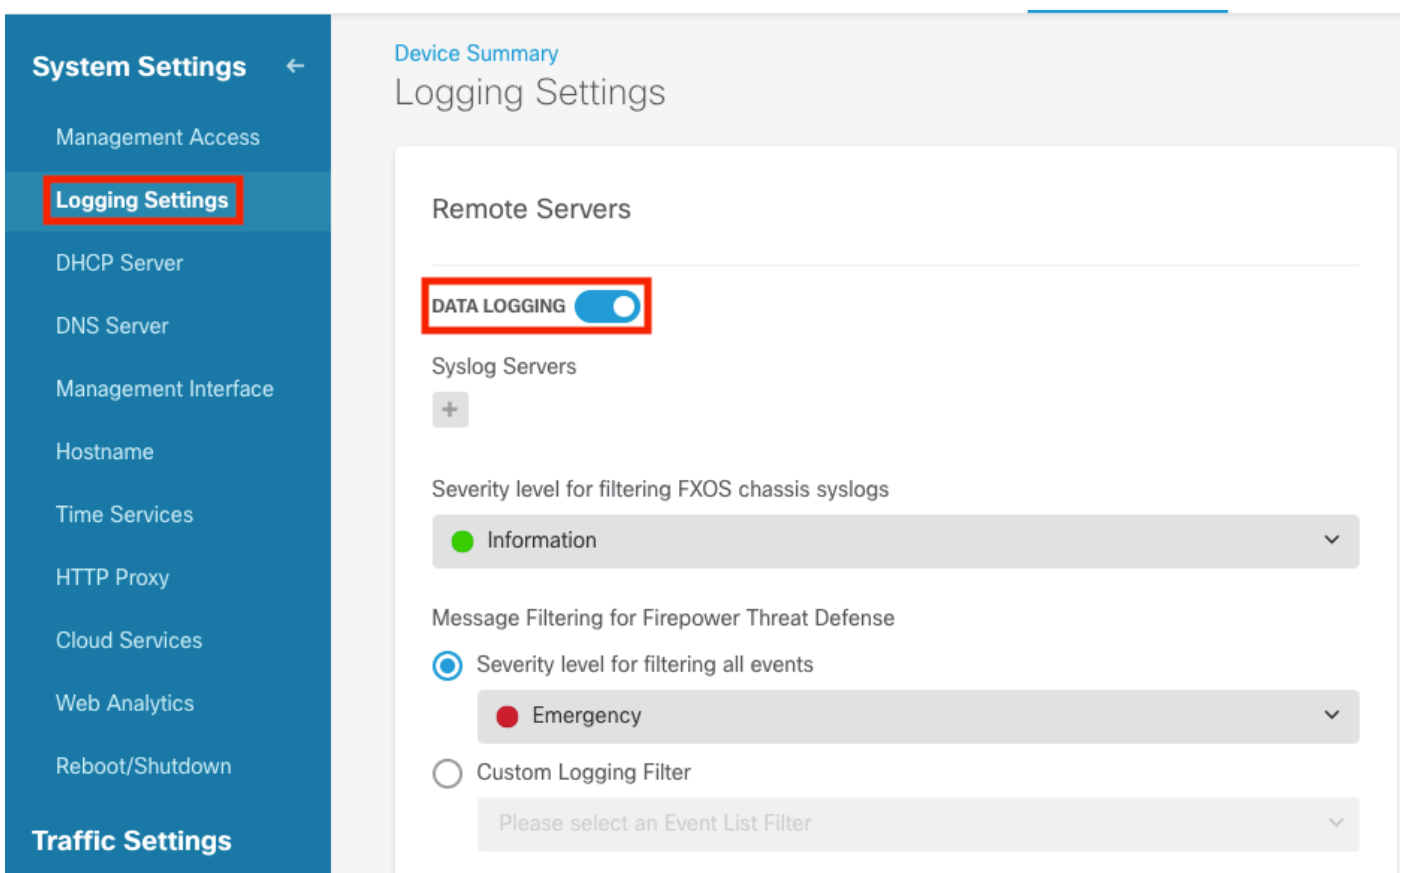 System Settings
Management Access
Logging Settings
DHCP Server
DNS Server
Management Interface
Hostname
Time Services
HTTP Proxy
Cloud Services
Web Analytics
Reboot/Shutdown
Traffic Settings
Device Summary
Logging Settings
Remote Servers
DATA LOGGING
Syslog Servers
Severity level for filtering FXOS chassis syslogs
Information
Message Filtering for Firepower Threat Defense
Severity level for filtering all events
Emergency
Custom Logging Filter
Please select an Event List Filter